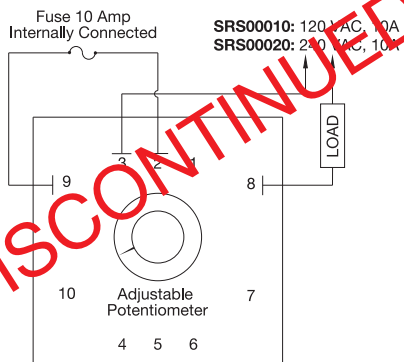 Fuse 10 Amp
Internally Connected
SRS00010: 120 VAC, 10A
SRS00020: 240 VAC, 10A
LOAD
3 2 1
9
8
10
Adjustable
Potentiometer
7
4 5 6
DISCONTINUED